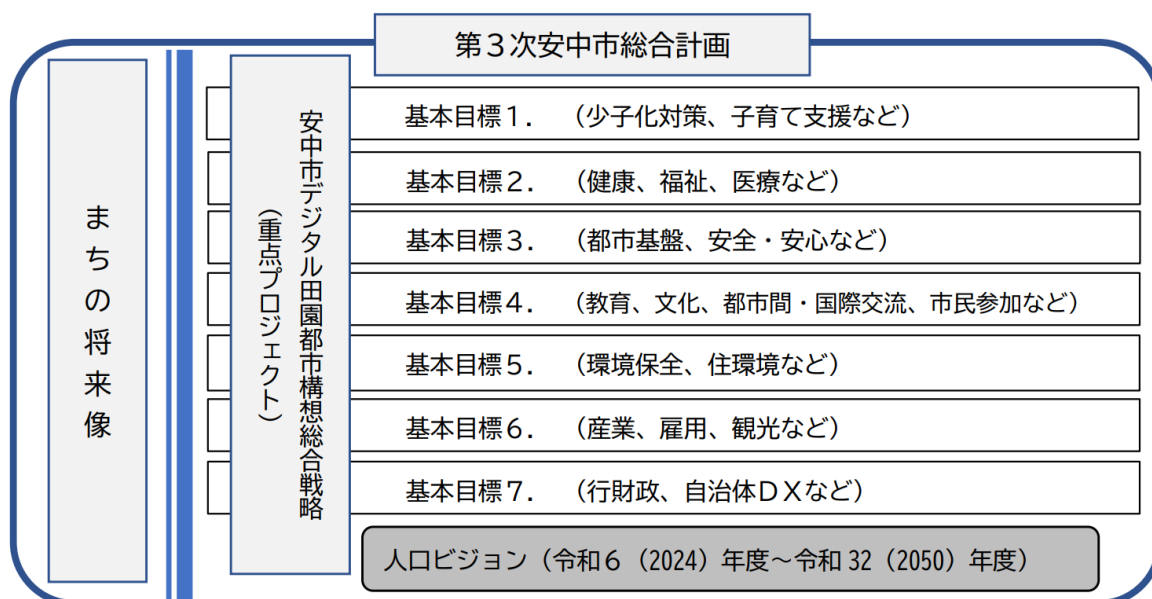 第３次安中市総合計画
まちの将来像
安中市デジタル田園都市構想総合戦略
（重点プロジェクト）
基本目標１． （少子化対策、子育て支援など）
基本目標２． （健康、福祉、医療など）
基本目標３． （都市基盤、安全・安心など）
基本目標４． （教育、文化、都市間・国際交流、市民参加など）
基本目標５． （環境保全、住環境など）
基本目標６． （産業、雇用、観光など）
基本目標７． （行財政、自治体ＤＸなど）
人口ビジョン（令和６（2024）年度～令和 32（2050）年度）